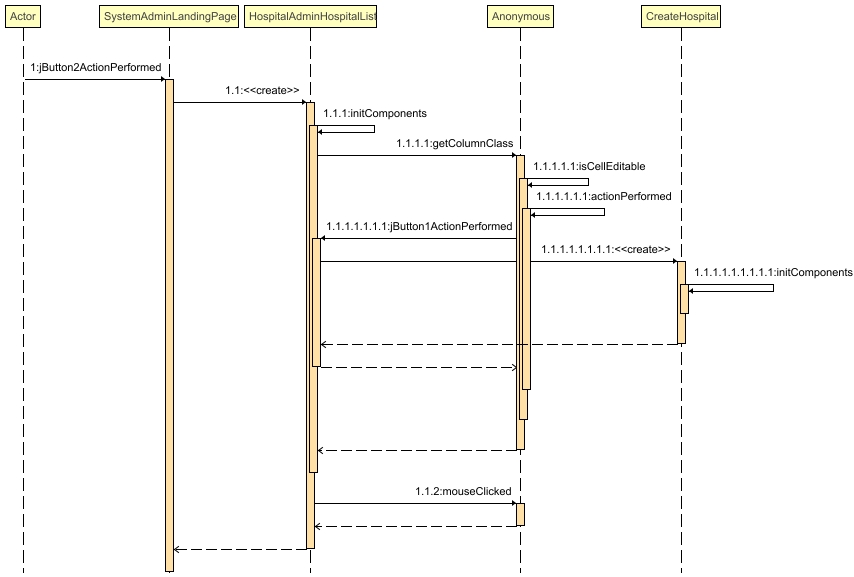 Actor
SystemAdminLandingPage
HospitalAdminHospitalList
Anonymous
CreateHospital
1:jButton2ActionPerformed
1.1:<<create>>
1.1.1:initComponents
1.1.1.1:getColumnClass
1.1.1.1.1:isCellEditable
1.1.1.1.1.1:actionPerformed
1.1.1.1.1.1.1:jButton1ActionPerformed
1.1.1.1.1.1.1.1:<<create>>
1.1.1.1.1.1.1.1.1:initComponents
1.1.2:mouseClicked